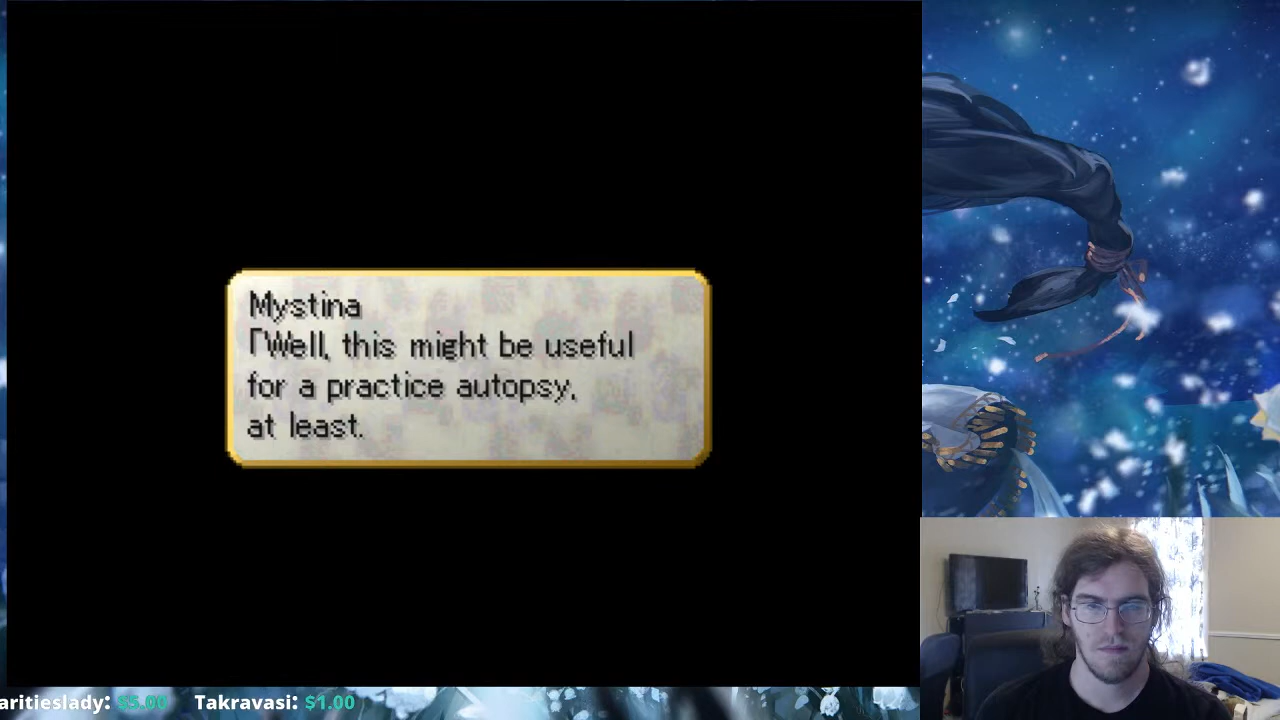 Mystina
「Well, this might be useful
for a practice autopsy,
at least.
aritieslady: $5.00 Takravasi: $1.00